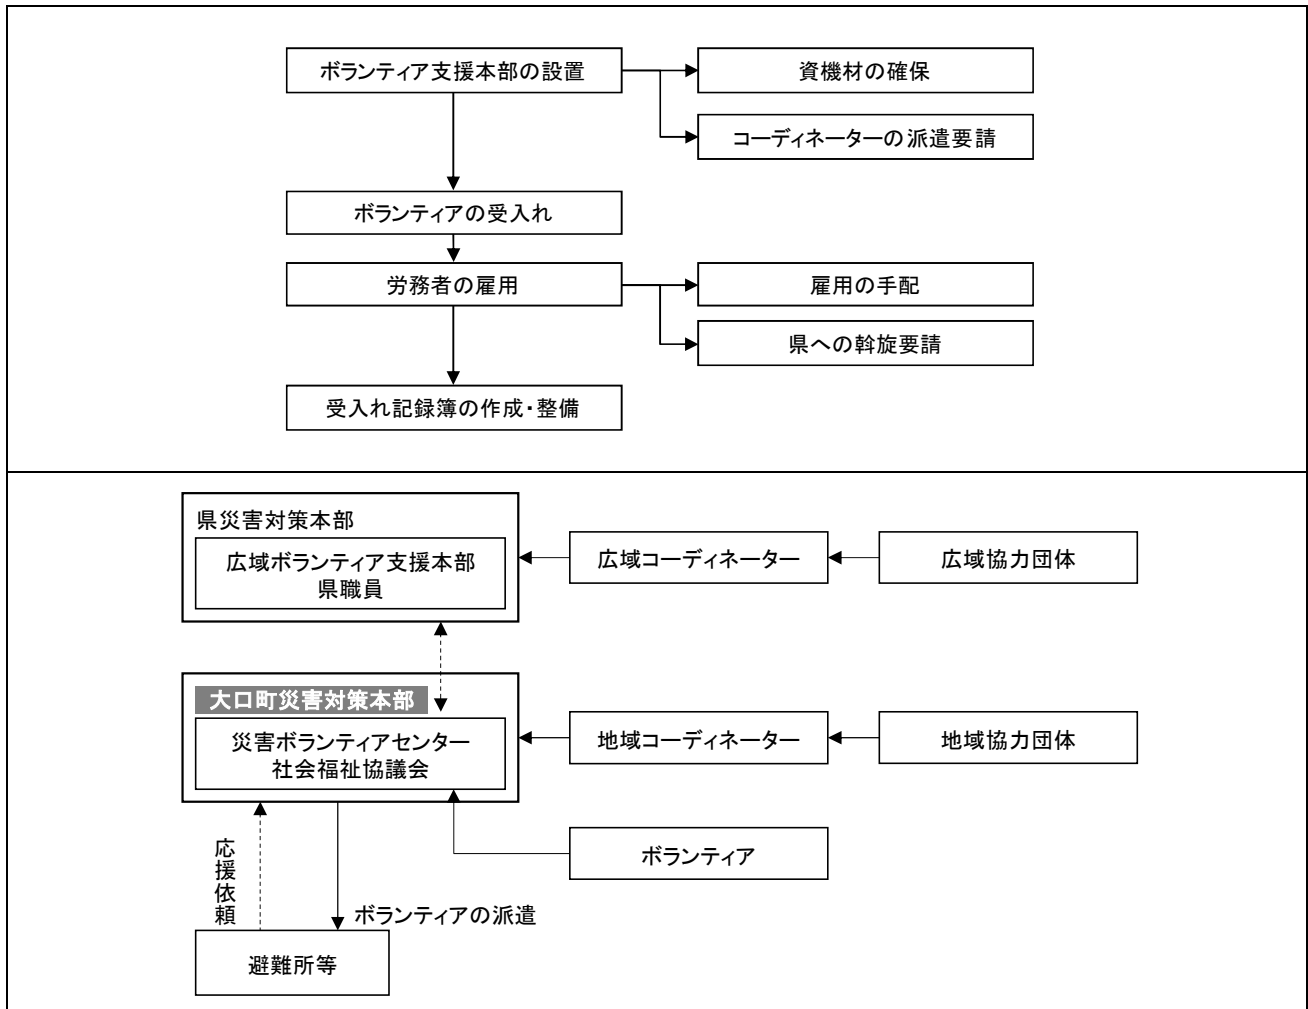 ボランティア支援本部の設置
資機材の確保
コーディネーターの派遣要請
ボランティアの受入れ
労務者の雇用
雇用の手配
県への斡旋要請
受入れ記録簿の作成・整備
県災害対策本部
広域ボランティア支援本部
県職員
広域コーディネーター
広域協力団体
大口町災害対策本部
災害ボランティアセンター
社会福祉協議会
地域コーディネーター
地域協力団体
ボランティア
応援依頼
ボランティアの派遣
避難所等